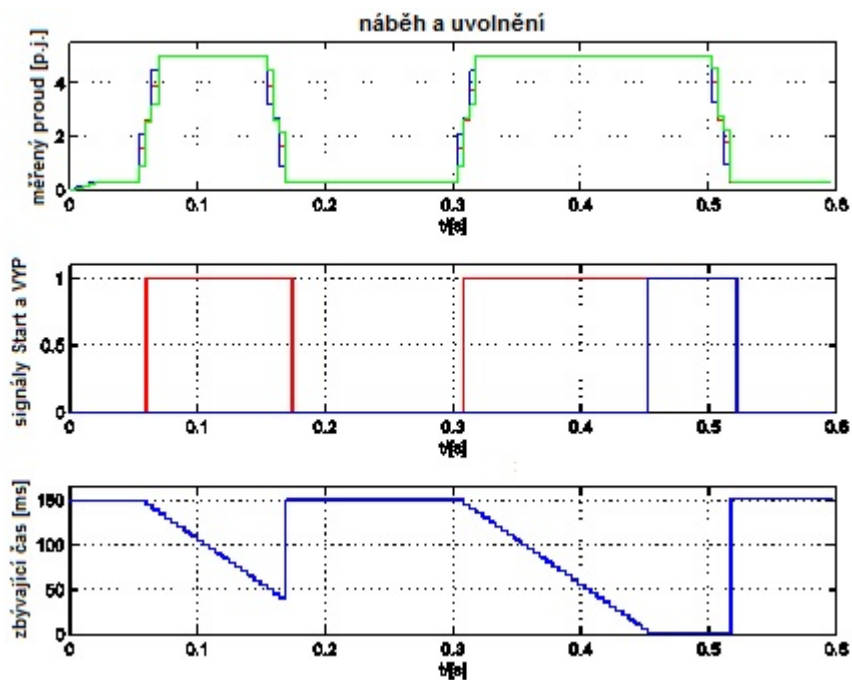 náběh a uvolnění
měřený proud [p.j.]
4
2
0
0 0.1 0.2 0.3 0.4 0.5 0.6
t/[s]
signály Start a VYP
1
0.5
0
0 0.1 0.2 0.3 0.4 0.5 0.6
t/[s]
zbývající čas [ms]
150
100
50
0
0 0.1 0.2 0.3 0.4 0.5 0.6
t/[s]